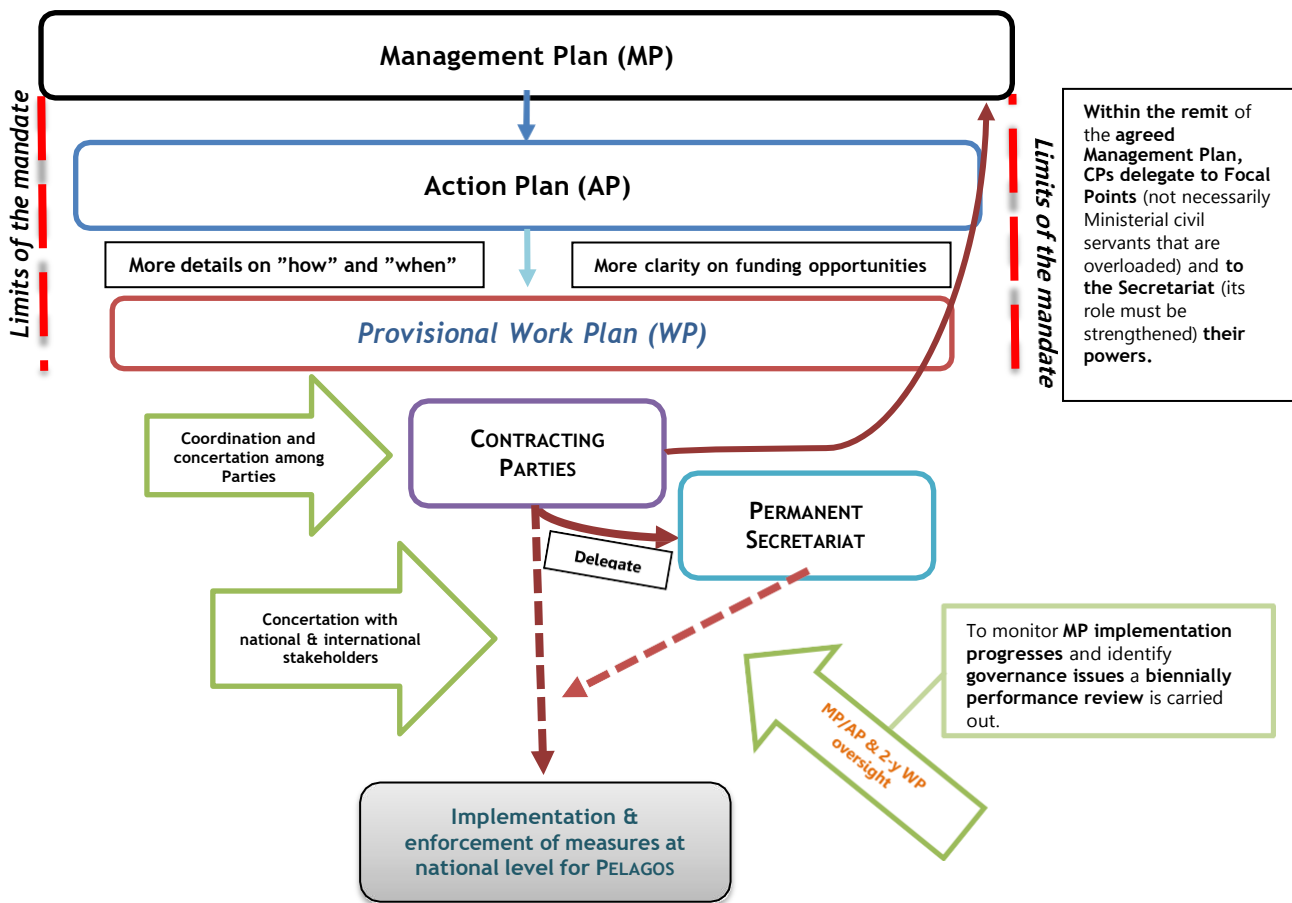 Management Plan (MP)
Limits of the mandate
Action Plan (AP)
More details on ”how” and ”when”
More clarity on funding opportunities
Provisional Work Plan (WP)
Limits of the mandate
Within the remit of
the agreed
Management Plan,
CPs delegate to Focal
Points (not necessarily
Ministerial civil
servants that are
overloaded) and to
the Secretariat (its
role must be
strengthened) their
powers.
Coordination and
concertation among
Parties
CONTRACTING
PARTIES
PERMANENT
SECRETARIAT
Delegate
Concertation with
national & international
stakeholders
To monitor MP implementation
progresses and identify
governance issues a biennially
performance review is carried
out.
MP/AP & 2-y WP
oversight
Implementation &
enforcement of measures at
national level for PELAGOS